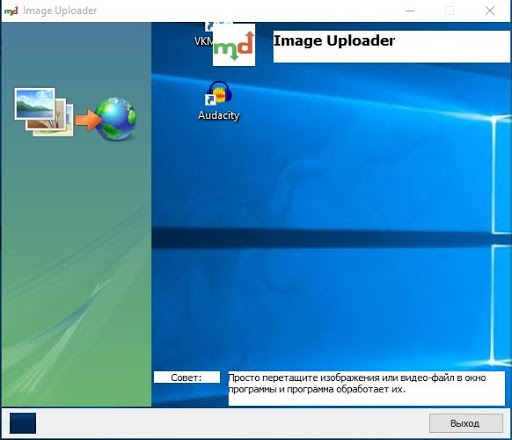 Image Uploader
VKM
Image Uploader
Audacity
Совет:
Просто перетащите изображения или видео-файл в окно
программы и программа обработает их.
Выход